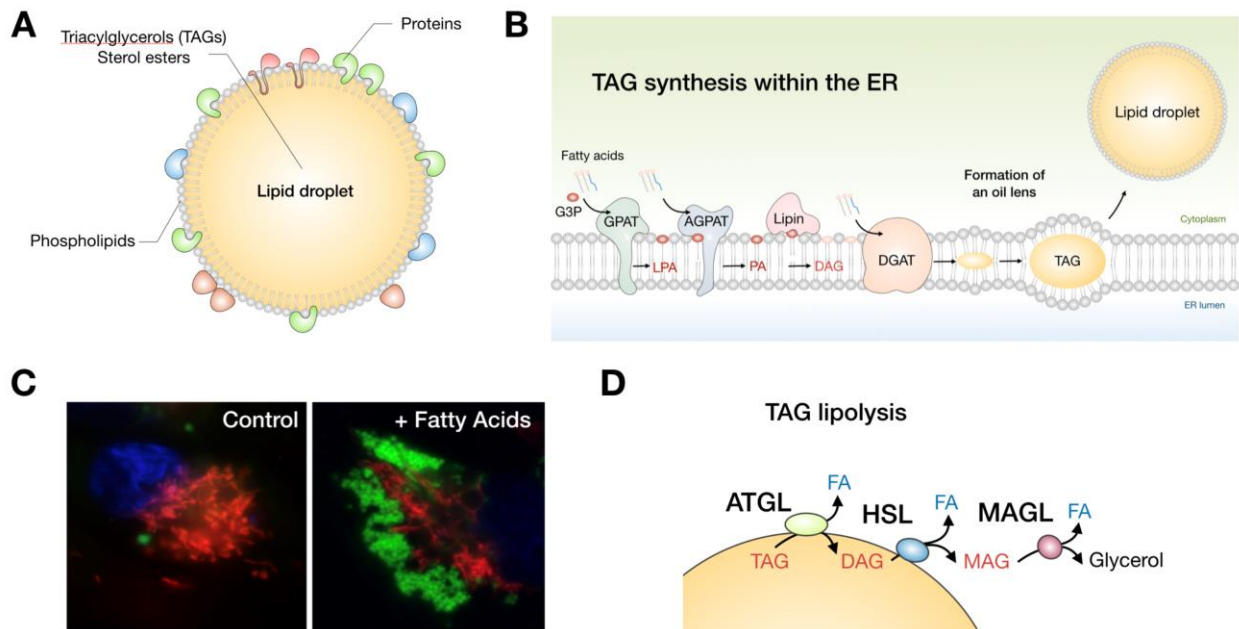 A
Triacylglycerols (TAGs)
Sterol esters
Proteins
Lipid droplet
Phospholipids
B
TAG synthesis within the ER
Lipid droplet
Fatty acids
Formation of
an oil lens
G3P
GPAT
AGPAT
Lipin
Cytoplasm
LPA
PA
DAG
DGAT
TAG
ER lumen
C
Control
+ Fatty Acids
D
TAG lipolysis
ATGL
FA
HSL
FA
MAGL
FA
TAG
DAG
MAG
Glycerol